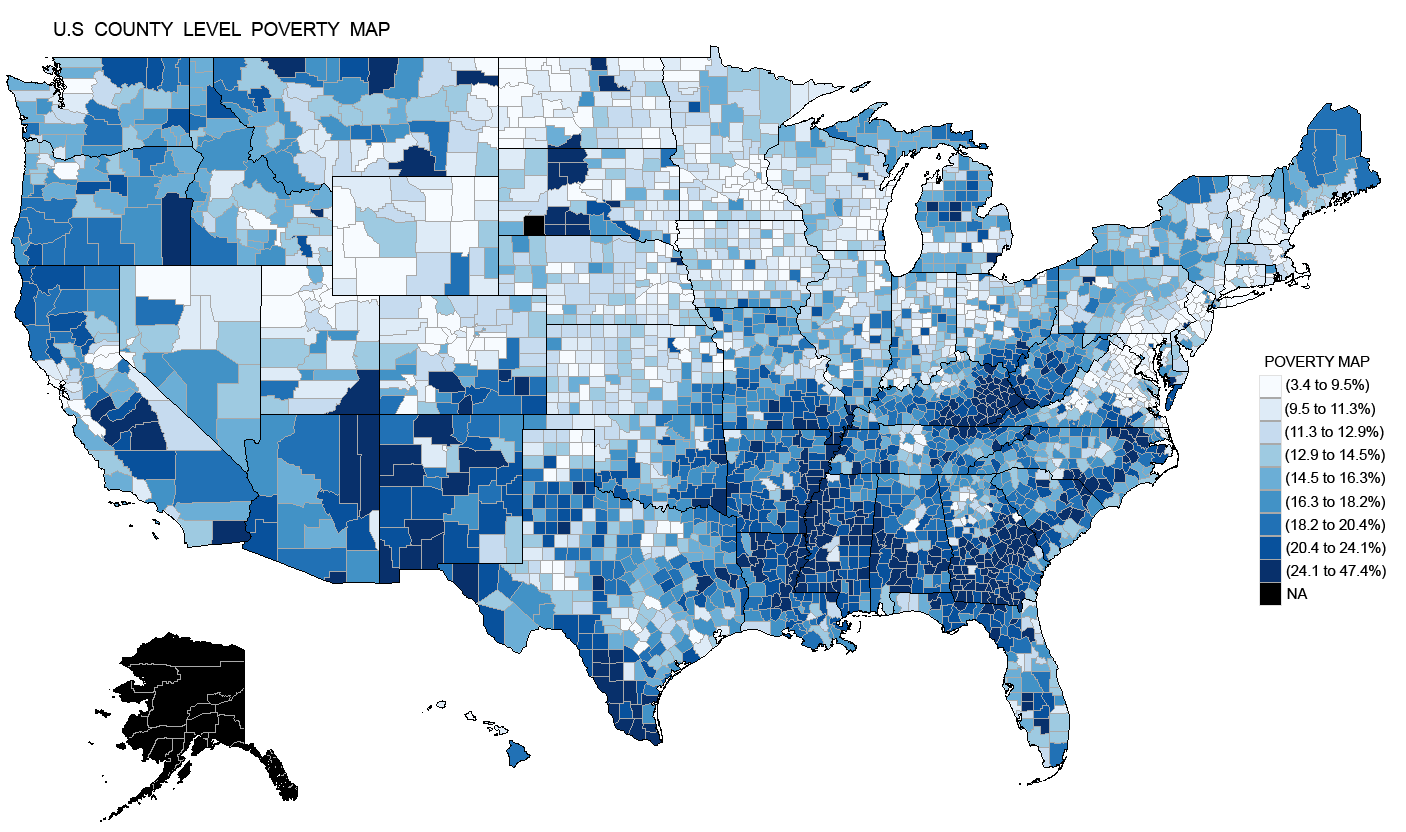 U.S COUNTY LEVEL POVERTY MAP
POVERTY MAP
(3.4 to 9.5%)
(9.5 to 11.3%)
(11.3 to 12.9%)
(12.9 to 14.5%)
(14.5 to 16.3%)
(16.3 to 18.2%)
(18.2 to 20.4%)
(20.4 to 24.1%)
(24.1 to 47.4%)
NA